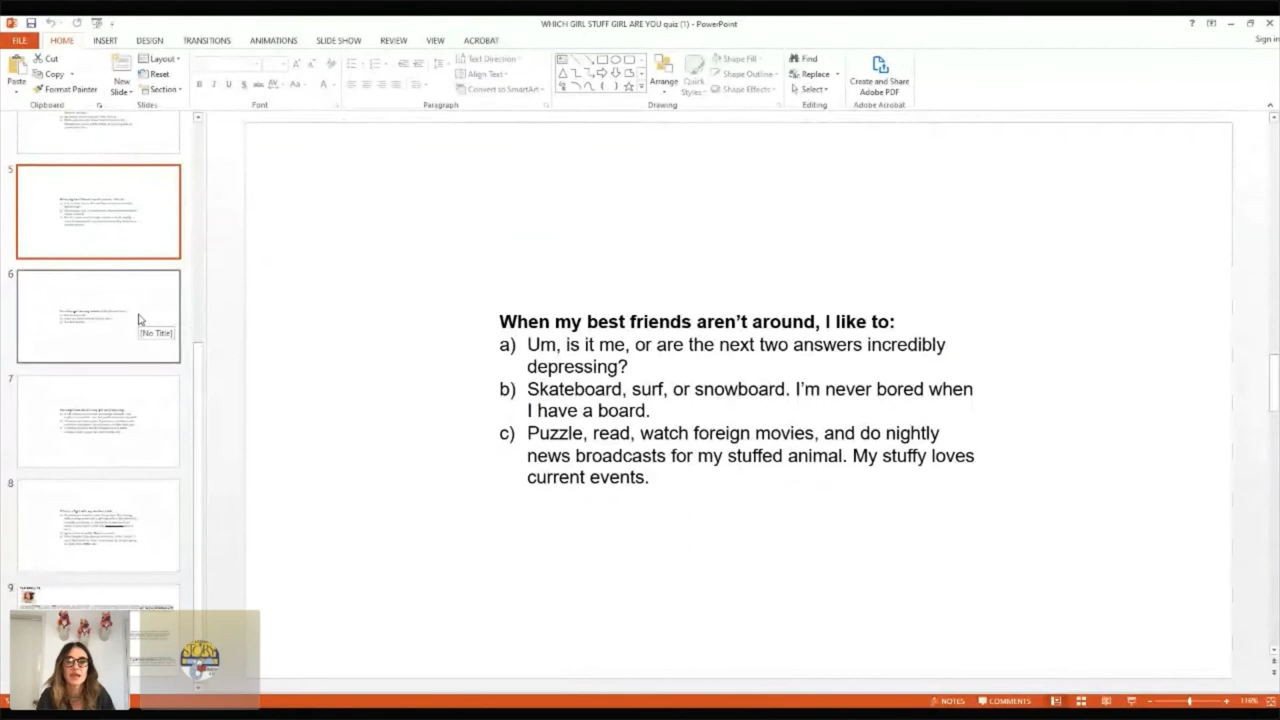 WHICH GIRL STUFF GIRL ARE YOU quiz (1) - PowerPoint
Sign in
FILE HOME INSERT DESIGN TRANSITIONS ANIMATIONS SLIDE SHOW REVIEW VIEW ACROBAT
Paste
Cut
Copy
Format Painter
Clipboard
New
Slide
Layout
Reset
Section
Slides
Font
Text Direction
Align Text
Convert to SmartArt
Paragraph
Arrange
Quick
Styles
Shape Fill
Shape Outline
Shape Effects
Drawing
Find
Replace
Select
Editing
Create and Share
Adobe PDF
Adobe Acrobat
5
6
[No Title]
7
8
9
When my best friends aren’t around, I like to:
a) Um, is it me, or are the next two answers incredibly
depressing?
b) Skateboard, surf, or snowboard. I’m never bored when
I have a board.
c) Puzzle, read, watch foreign movies, and do nightly
news broadcasts for my stuffed animal. My stuffy loves
current events.
NOTES COMMENTS 116%